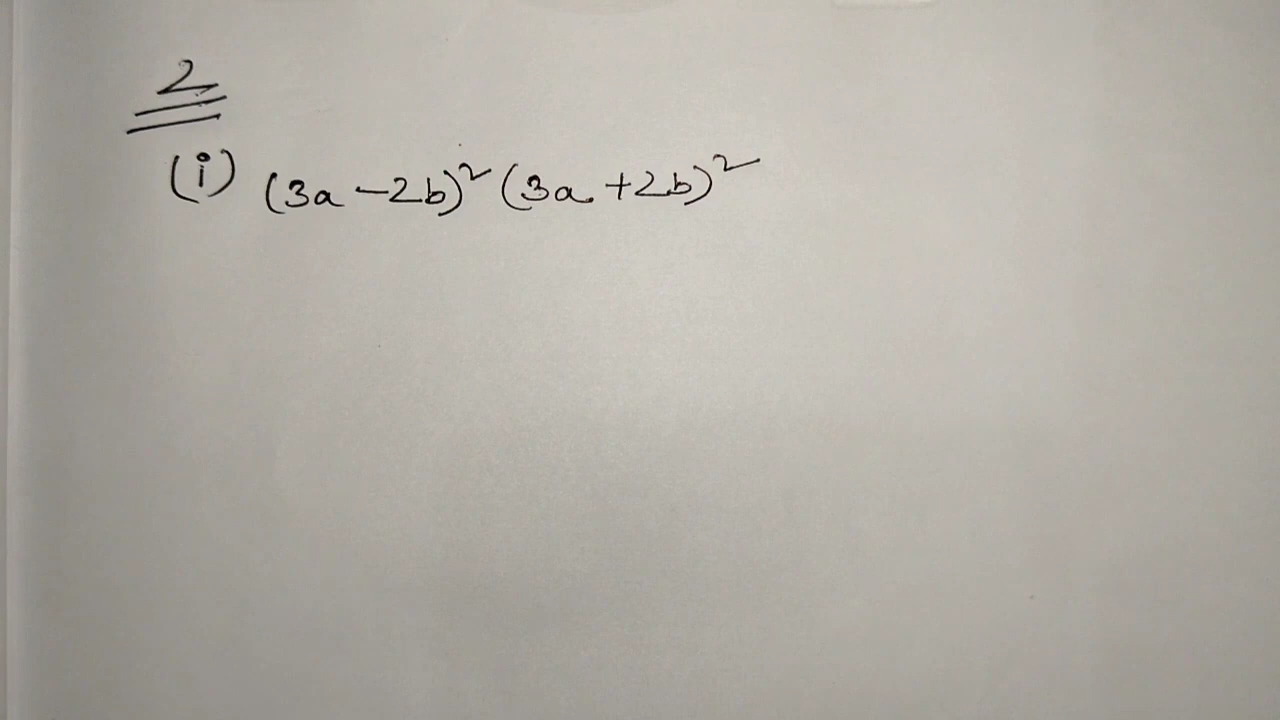 2
(i) (3a - 2b)² (3a + 2b)²